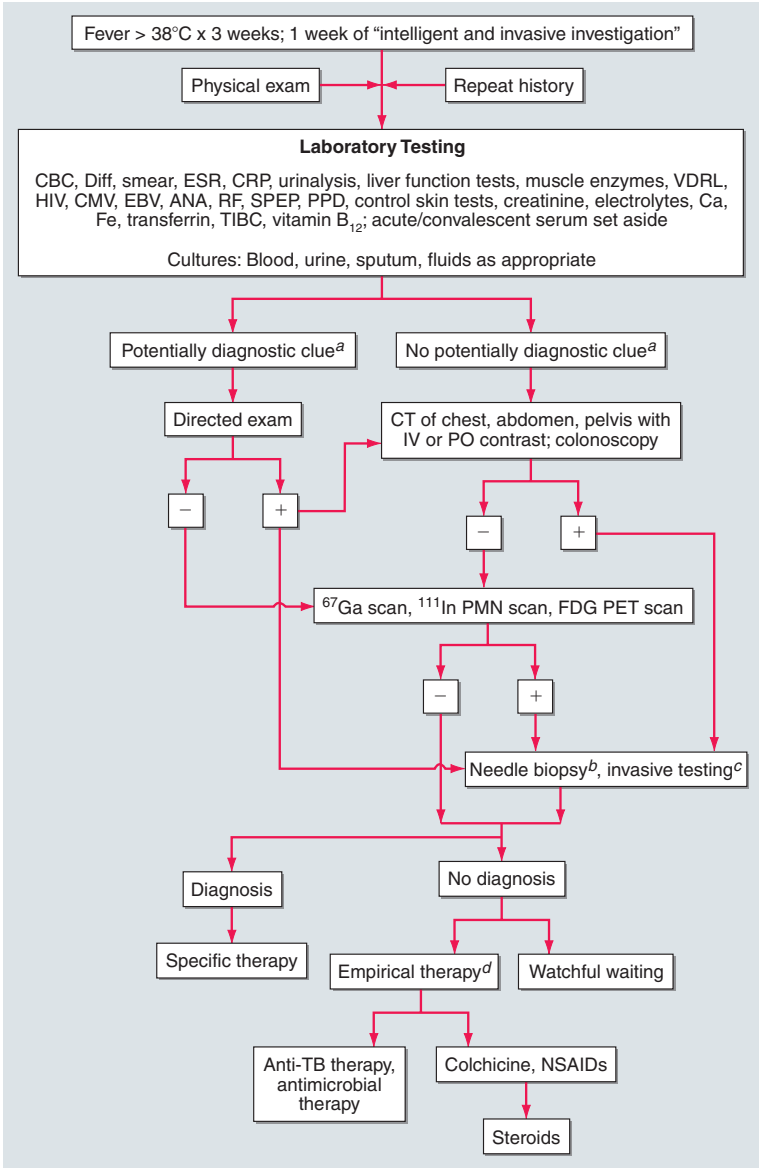 Fever > 38°C x 3 weeks; 1 week of “intelligent and invasive investigation”
Physical exam
Repeat history
Laboratory Testing
CBC, Diff, smear, ESR, CRP, urinalysis, liver function tests, muscle enzymes, VDRL,
HIV, CMV, EBV, ANA, RF, SPEP, PPD, control skin tests, creatinine, electrolytes, Ca,
Fe, transferrin, TIBC, vitamin B₁₂; acute/convalescent serum set aside
Cultures: Blood, urine, sputum, fluids as appropriate
Potentially diagnostic clueᵃ
No potentially diagnostic clueᵃ
Directed exam
CT of chest, abdomen, pelvis with
IV or PO contrast; colonoscopy
−
+
−
+
⁶⁷Ga scan, ¹¹¹In PMN scan, FDG PET scan
−
+
Needle biopsyᵇ, invasive testingᶜ
Diagnosis
No diagnosis
Specific therapy
Empirical therapyᵈ
Watchful waiting
Anti-TB therapy,
antimicrobial
therapy
Colchicine, NSAIDs
Steroids